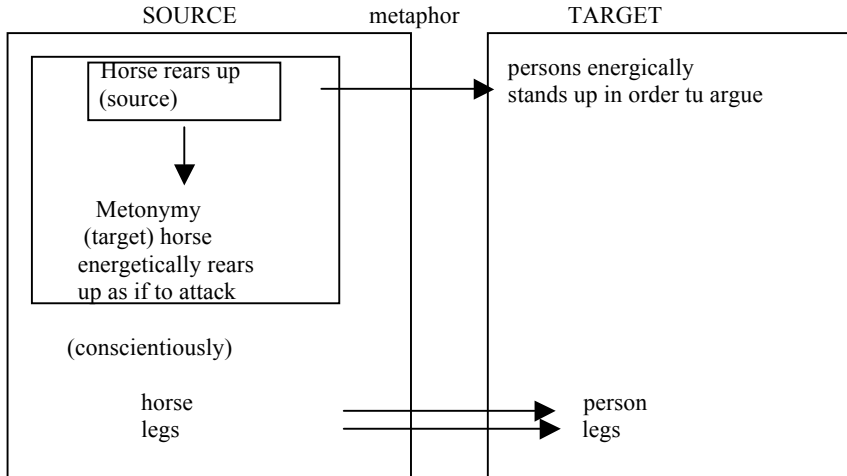 SOURCE metaphor TARGET
Horse rears up
(source)
persons energically
stands up in order tu argue
Metonymy
(target) horse
energetically rears
up as if to attack
(conscientiously)
horse person
legs legs